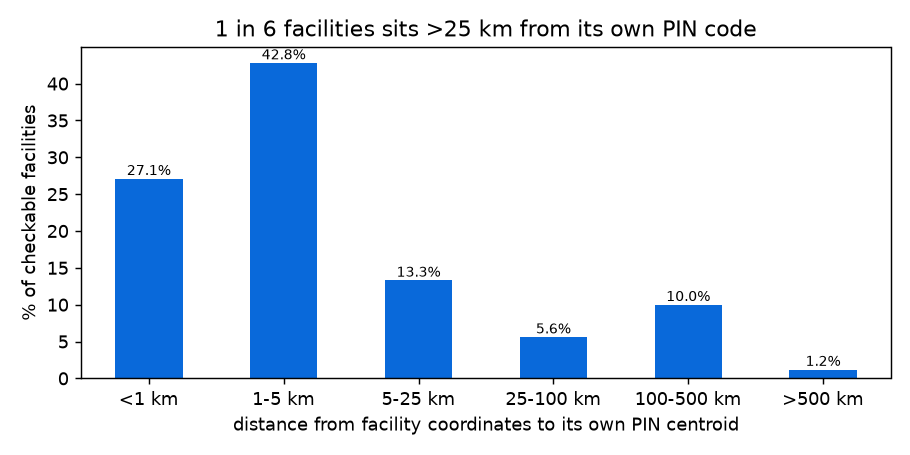 1 in 6 facilities sits >25 km from its own PIN code
% of checkable facilities
40
35
30
25
20
15
10
5
0
27.1%
42.8%
13.3%
5.6%
10.0%
1.2%
<1 km
1-5 km
5-25 km
25-100 km
100-500 km
>500 km
distance from facility coordinates to its own PIN centroid